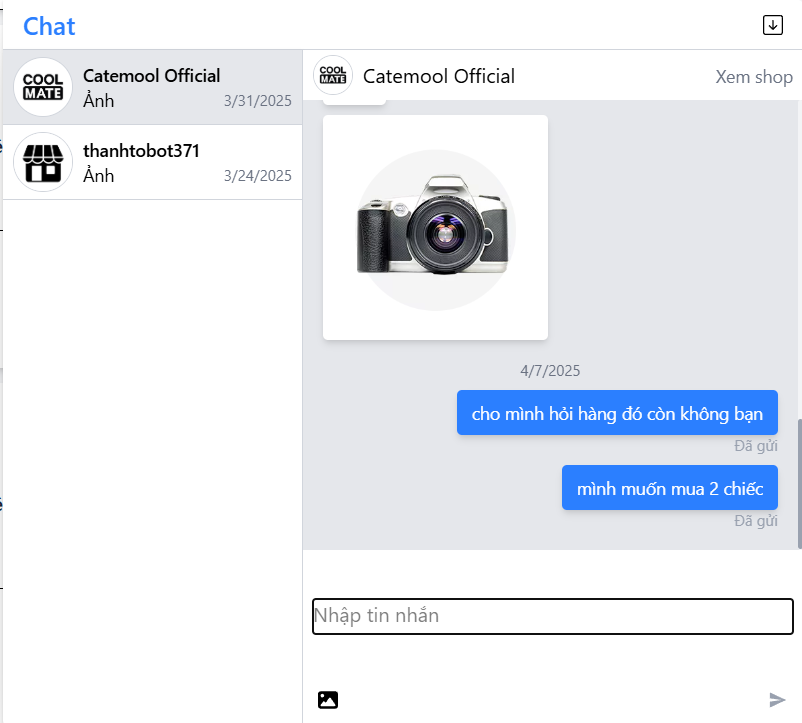 Chat
COOL
MATE
Catemool Official
Ảnh
3/31/2025
thanhtobot371
Ảnh
3/24/2025
COOL
MATE
Catemool Official
Xem shop
4/7/2025
cho mình hỏi hàng đó còn không bạn
Đã gửi
mình muốn mua 2 chiếc
Đã gửi
Nhập tin nhắn